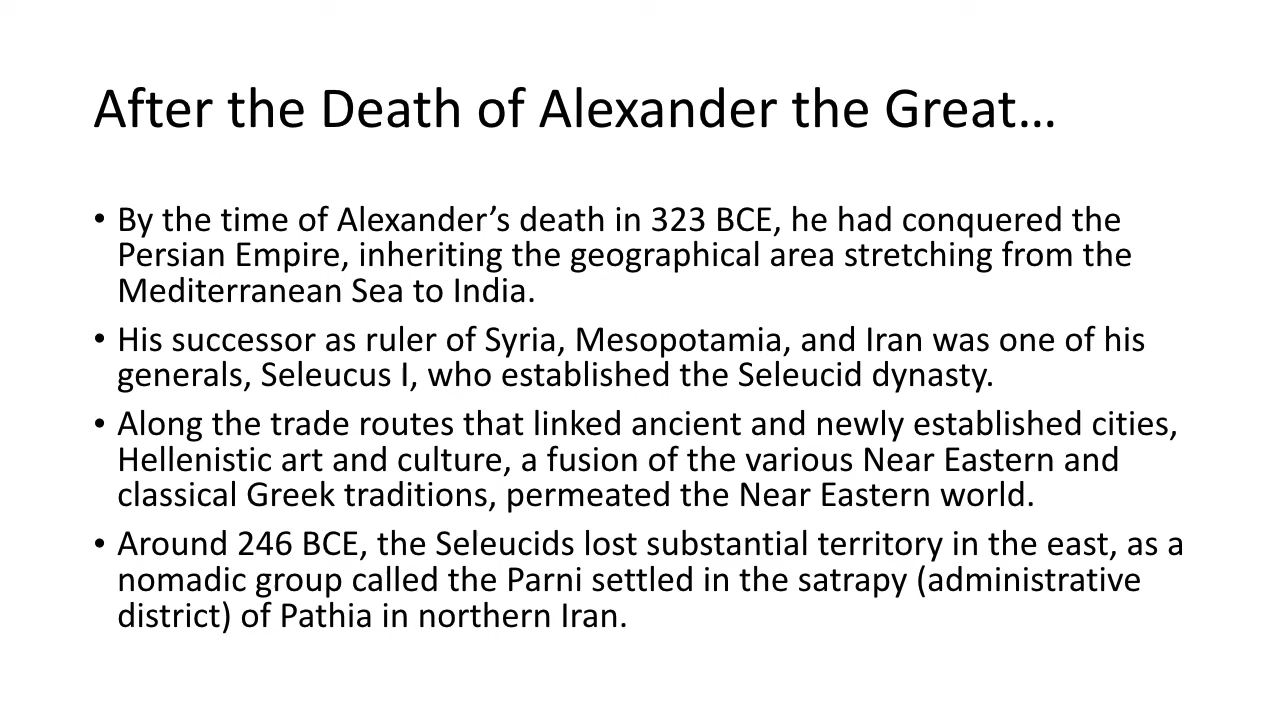 After the Death of Alexander the Great…
• By the time of Alexander’s death in 323 BCE, he had conquered the
Persian Empire, inheriting the geographical area stretching from the
Mediterranean Sea to India.
• His successor as ruler of Syria, Mesopotamia, and Iran was one of his
generals, Seleucus I, who established the Seleucid dynasty.
• Along the trade routes that linked ancient and newly established cities,
Hellenistic art and culture, a fusion of the various Near Eastern and
classical Greek traditions, permeated the Near Eastern world.
• Around 246 BCE, the Seleucids lost substantial territory in the east, as a
nomadic group called the Parni settled in the satrapy (administrative
district) of Pathia in northern Iran.